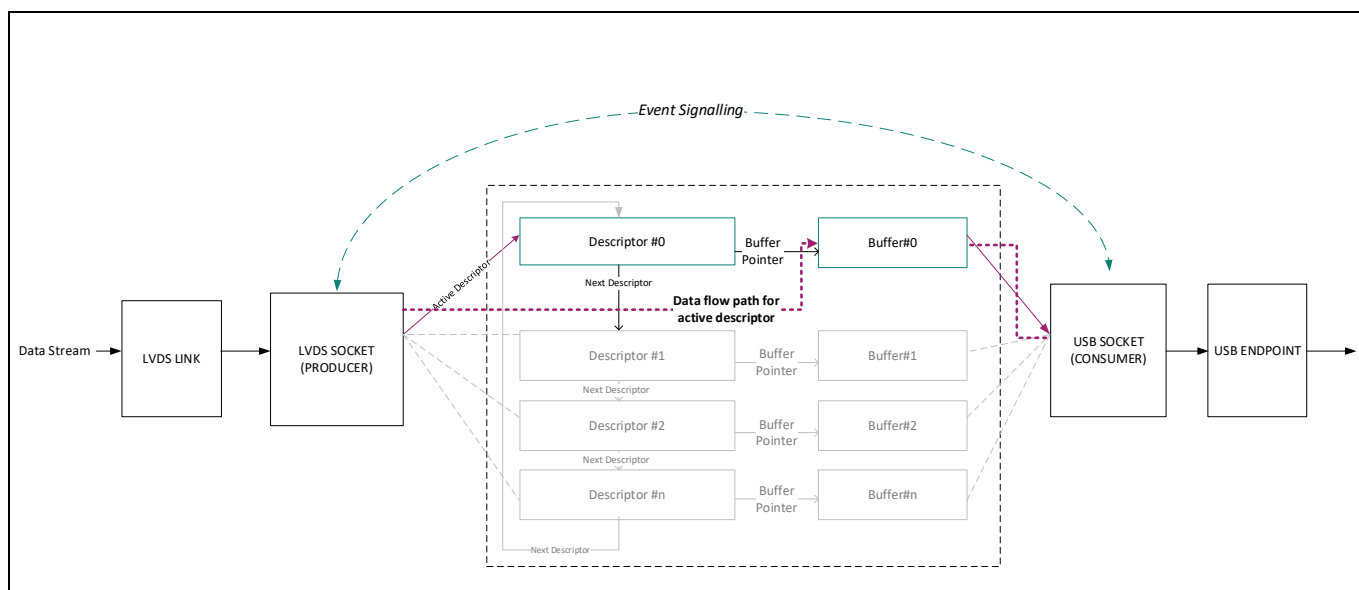 Event Signalling
Descriptor #0
Buffer
Pointer
Buffer#0
Active Descriptor
Next Descriptor
Data flow path for
active descriptor
Data Stream
LVDS LINK
LVDS SOCKET
(PRODUCER)
Descriptor #1
Buffer
Pointer
Buffer#1
USB SOCKET
(CONSUMER)
USB ENDPOINT
Next Descriptor
Descriptor #2
Buffer
Pointer
Buffer#2
Next Descriptor
Descriptor #n
Buffer
Pointer
Buffer#n
Next Descriptor